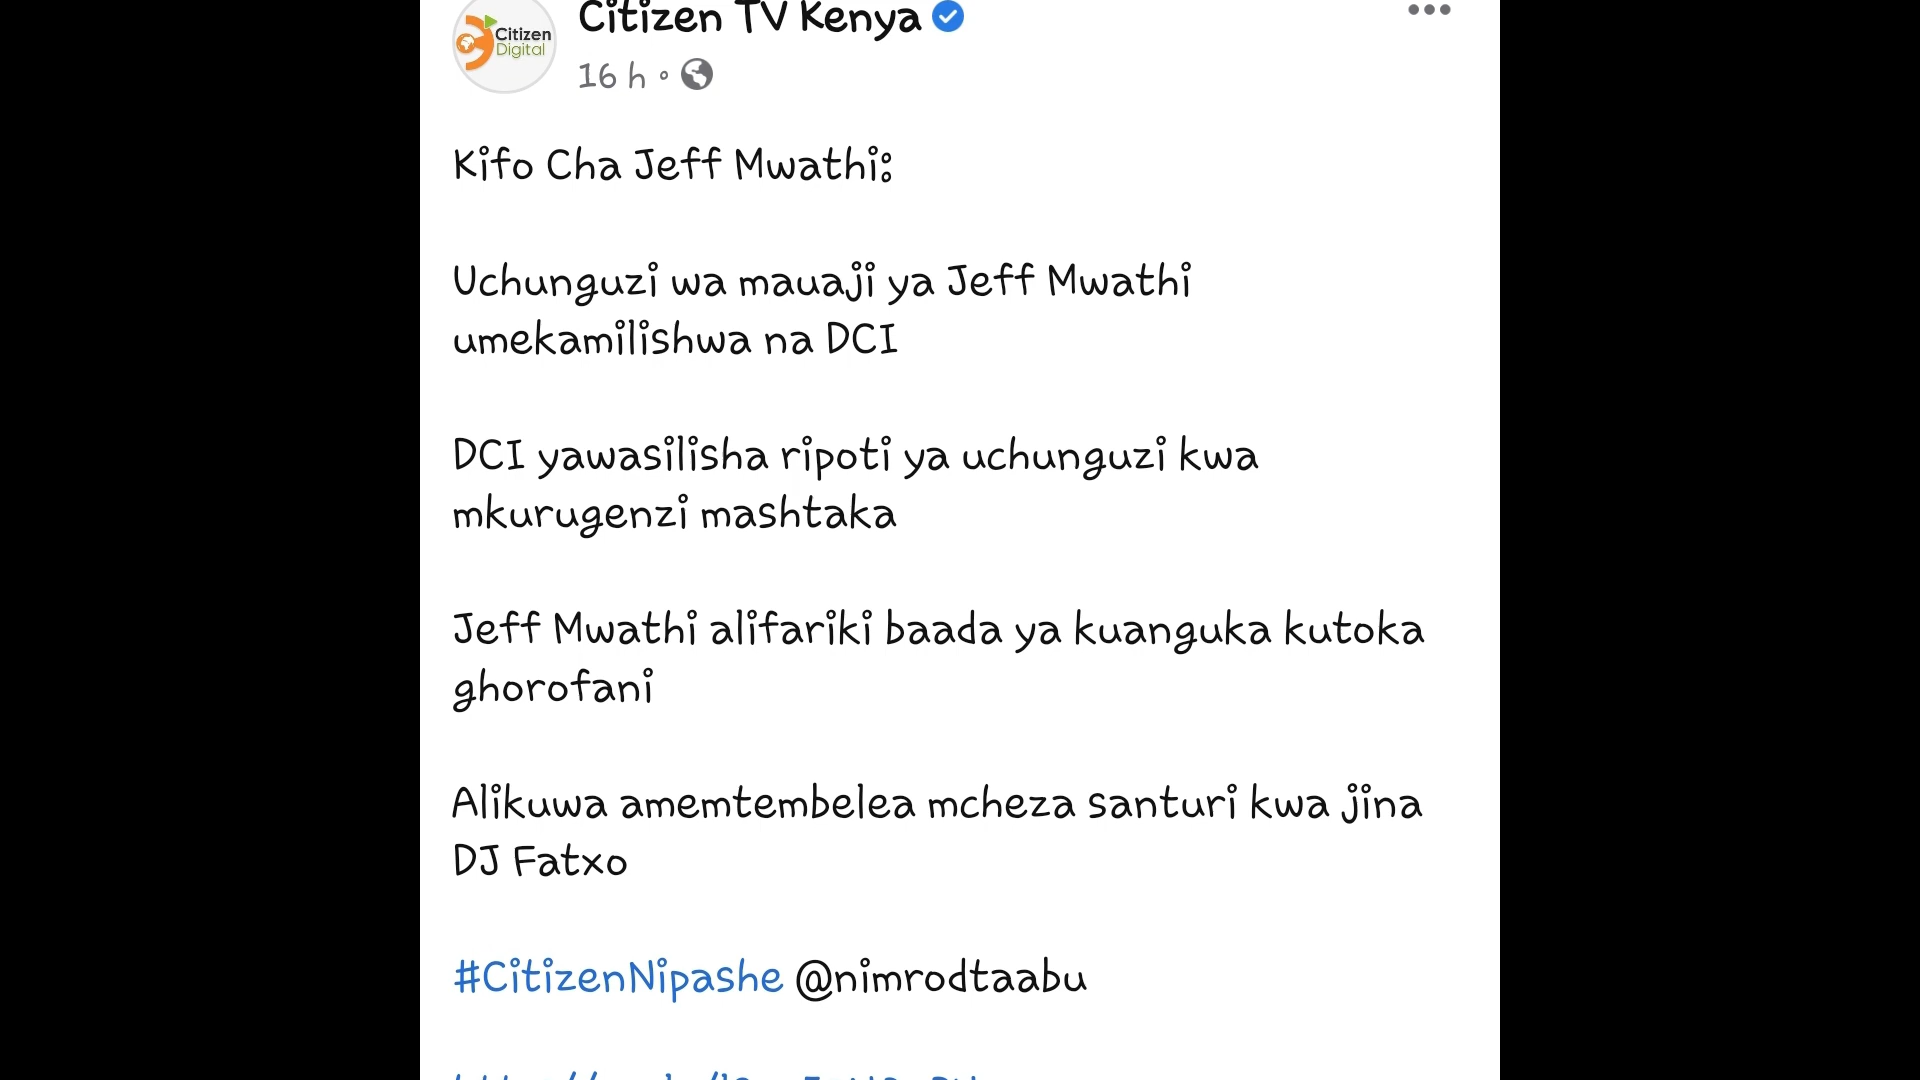 Citizen TV Kenya
Citizen
Digital
16 h
Kifo Cha Jeff Mwathi:
Uchunguzi wa mauaji ya Jeff Mwathi
umekamilishwa na DCI
DCI yawasilisha ripoti ya uchunguzi kwa
mkurugenzi mashtaka
Jeff Mwathi alifariki baada ya kuanguka kutoka
ghorofani
Alikuwa amemtembelea mcheza santuri kwa jina
DJ Fatxo
#CitizenNipashe @nimrodtaabu